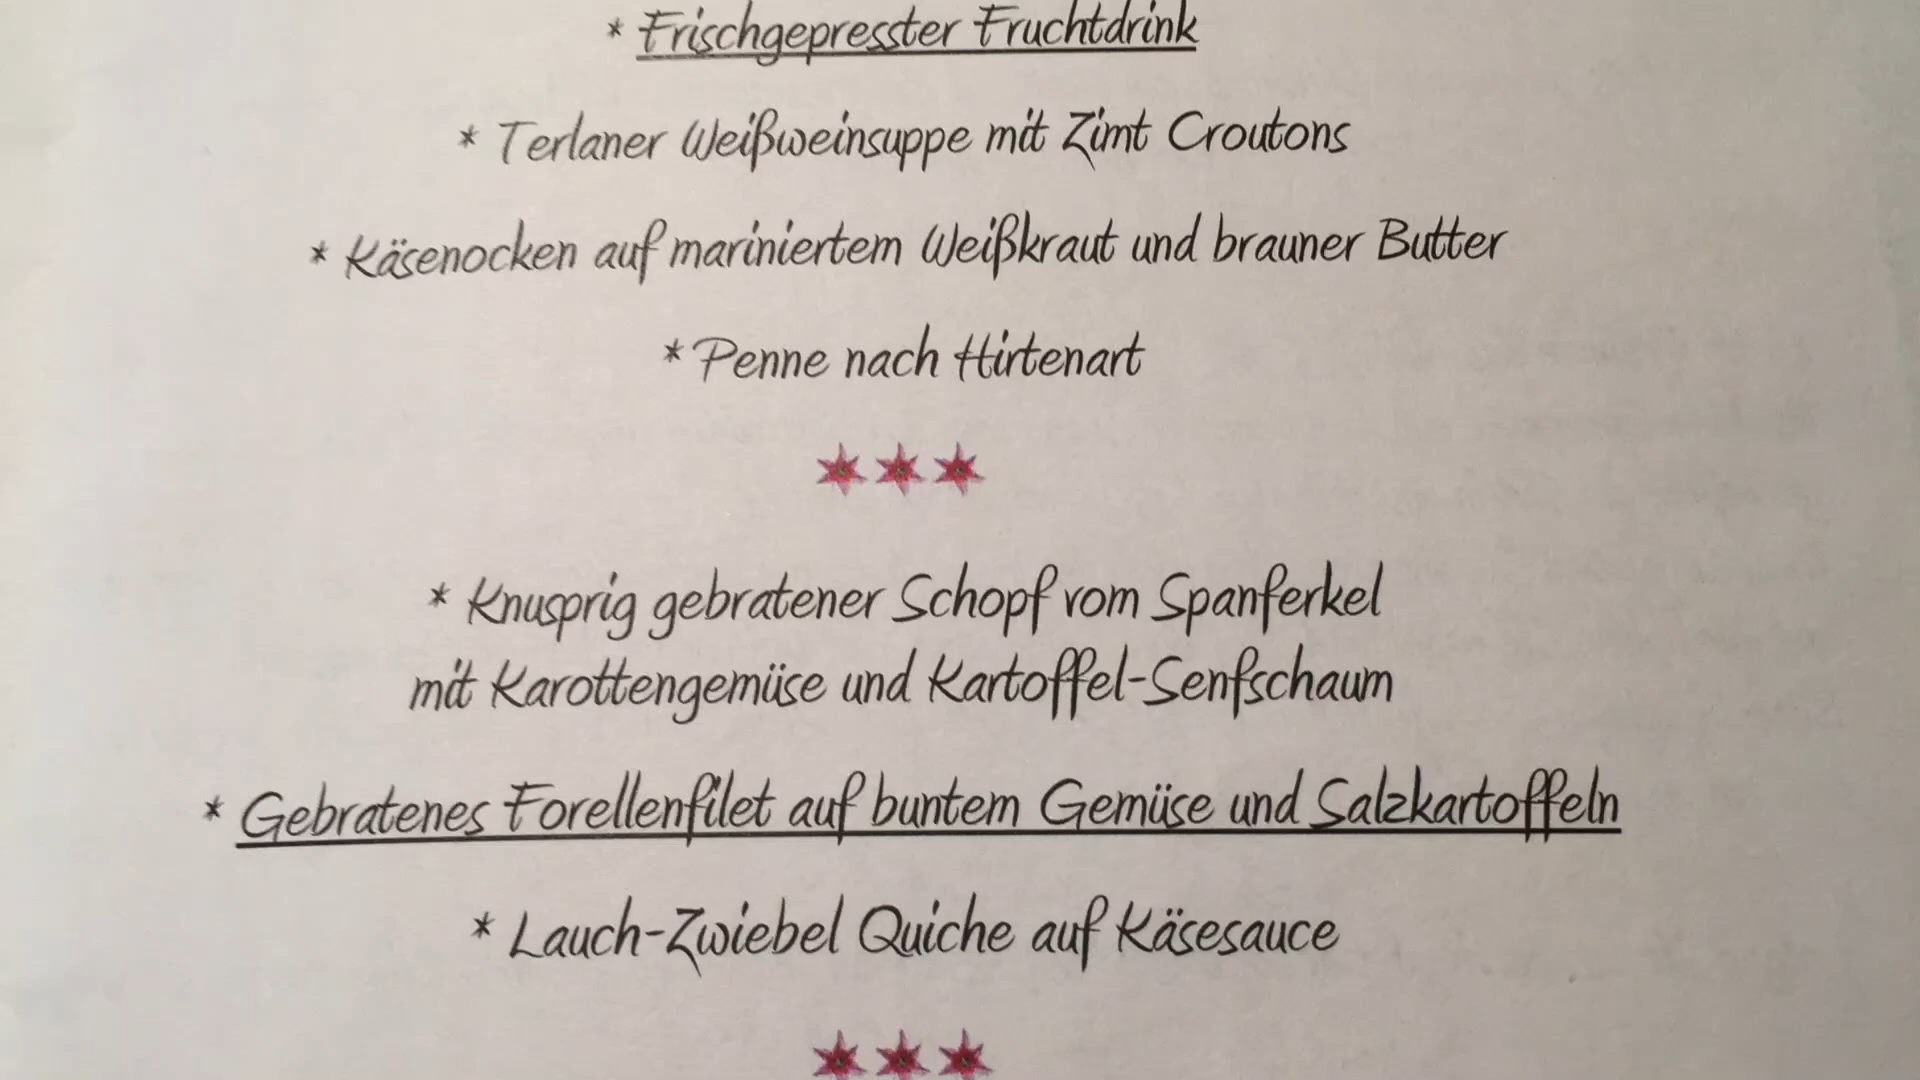 * Frischgepresster Fruchtdrink
* Terlaner Weißweinsuppe mit Zimt Croutons
* Käsenocken auf mariniertem Weißkraut und brauner Butter
* Penne nach Hirtenart
* Knusprig gebratener Schopf vom Spanferkel
mit Karottengemüse und Kartoffel-Senfschaum
* Gebratenes Forellenfilet auf buntem Gemüse und Salzkartoffeln
* Lauch-Zwiebel Quiche auf Käsesauce